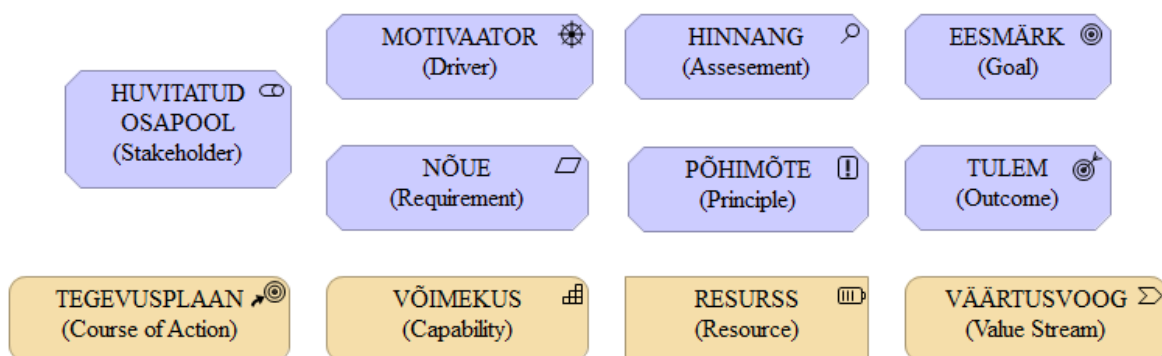 MOTIVAATOR
(Driver)
HINNANG
(Assesement)
EESMÄRK
(Goal)
HUVITATUD
OSAPOOL
(Stakeholder)
NÕUE
(Requirement)
PÕHIMÕTE
(Principle)
TULEM
(Outcome)
TEGEVUSPLAAN
(Course of Action)
VÕIMEKUS
(Capability)
RESURSS
(Resource)
VÄÄRTUSVOOG
(Value Stream)